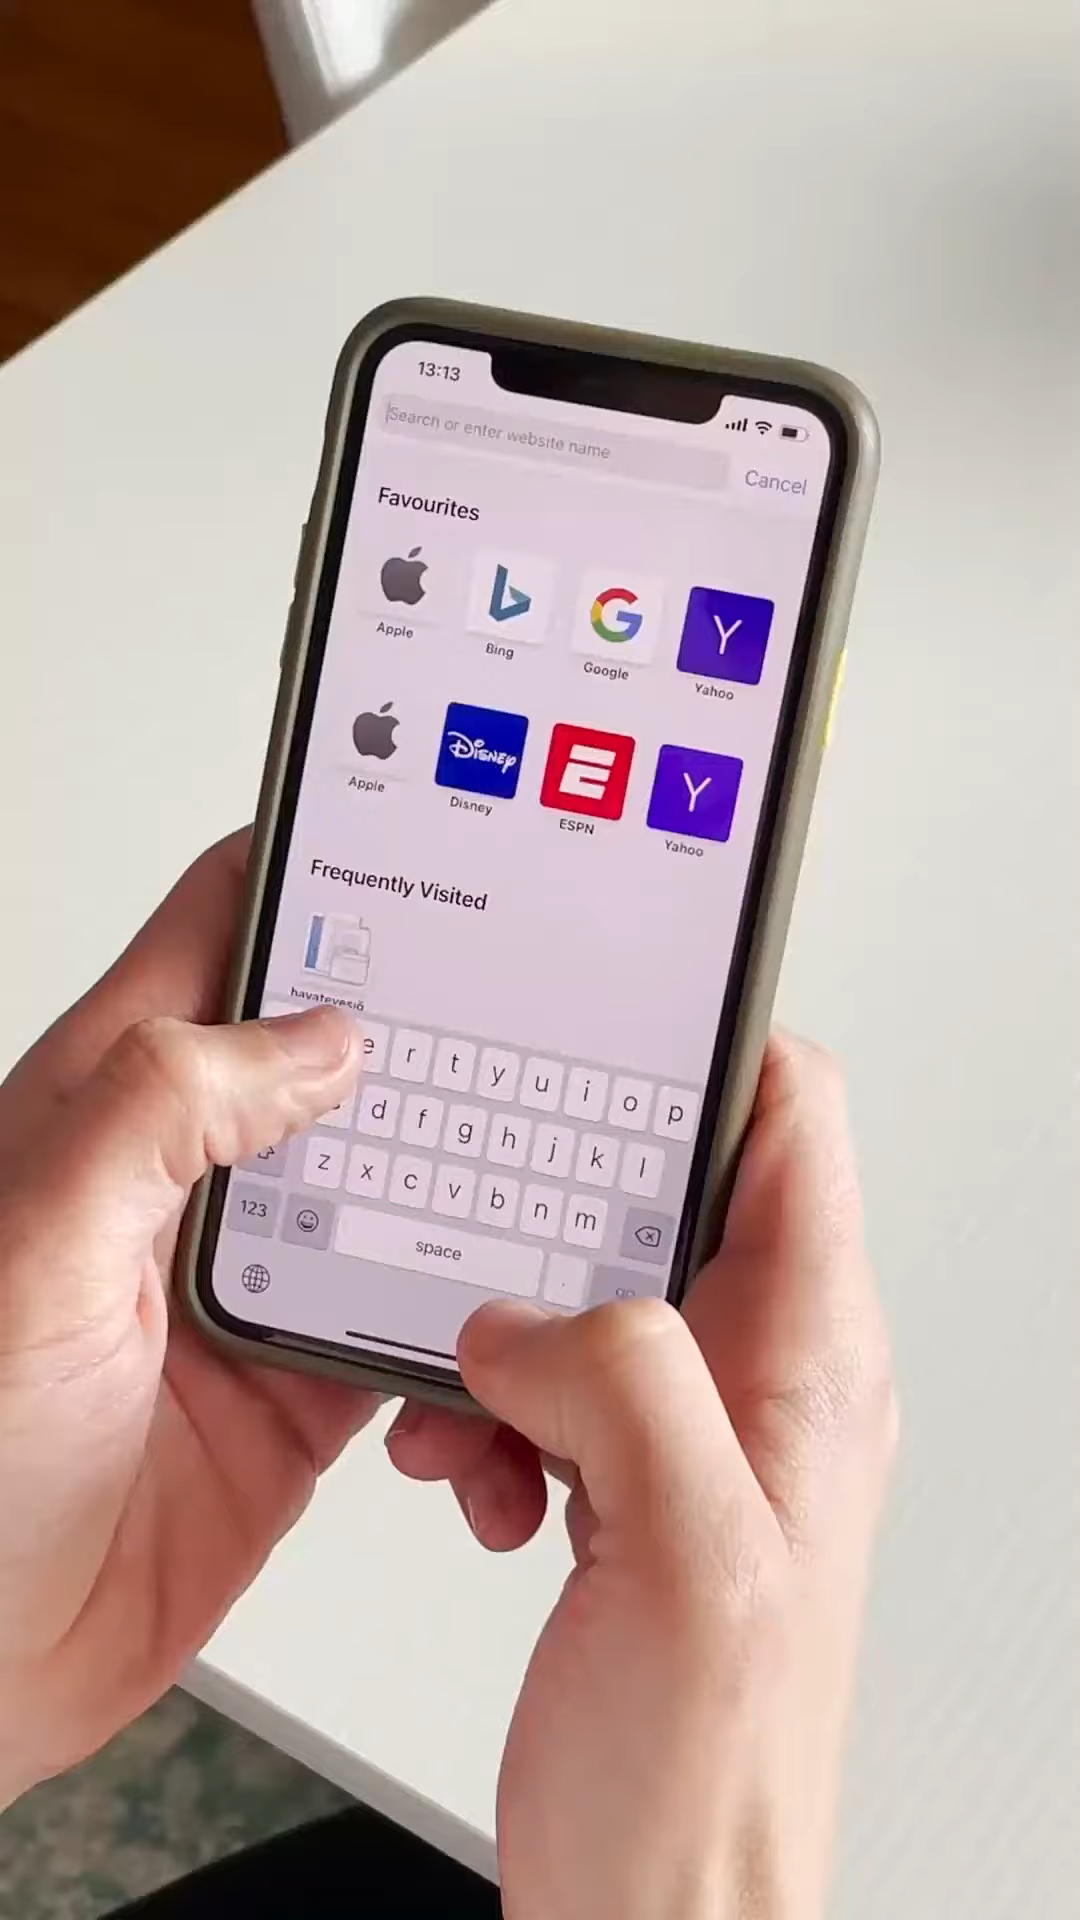 13:13
Search or enter website name
Cancel
Favourites
Apple
Bing
Google
Y
Yahoo
Apple
Disney
Disney
E
ESPN
Y
Yahoo
Frequently Visited
e r t y u i o p
d f g h j k l
z x c v b n m
123 space .